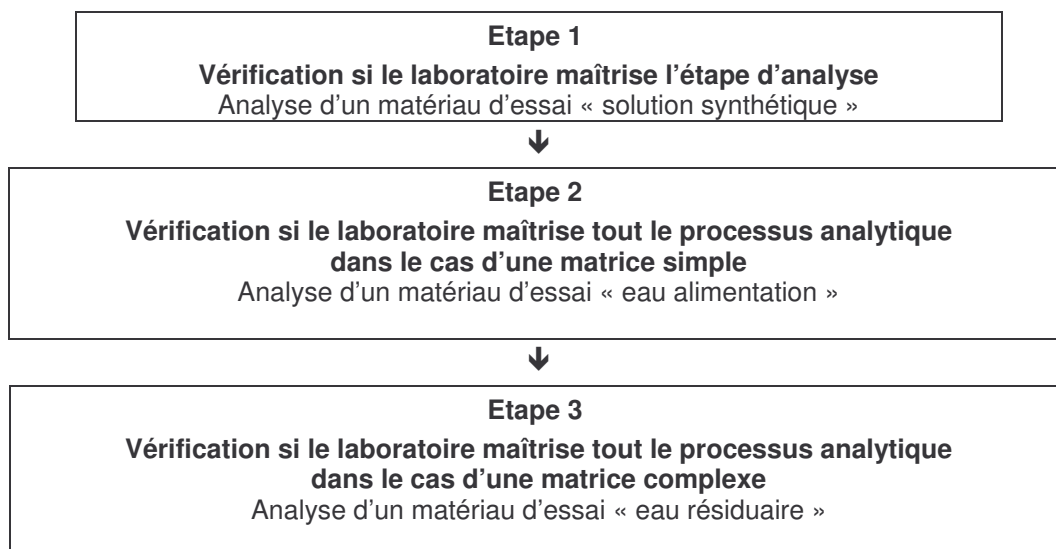 Etape 1
Vérification si le laboratoire maîtrise l'étape d'analyse
Analyse d'un matériau d'essai « solution synthétique »
Etape 2
Vérification si le laboratoire maîtrise tout le processus analytique
dans le cas d'une matrice simple
Analyse d'un matériau d'essai « eau alimentation »
Etape 3
Vérification si le laboratoire maîtrise tout le processus analytique
dans le cas d'une matrice complexe
Analyse d'un matériau d'essai « eau résiduaire »